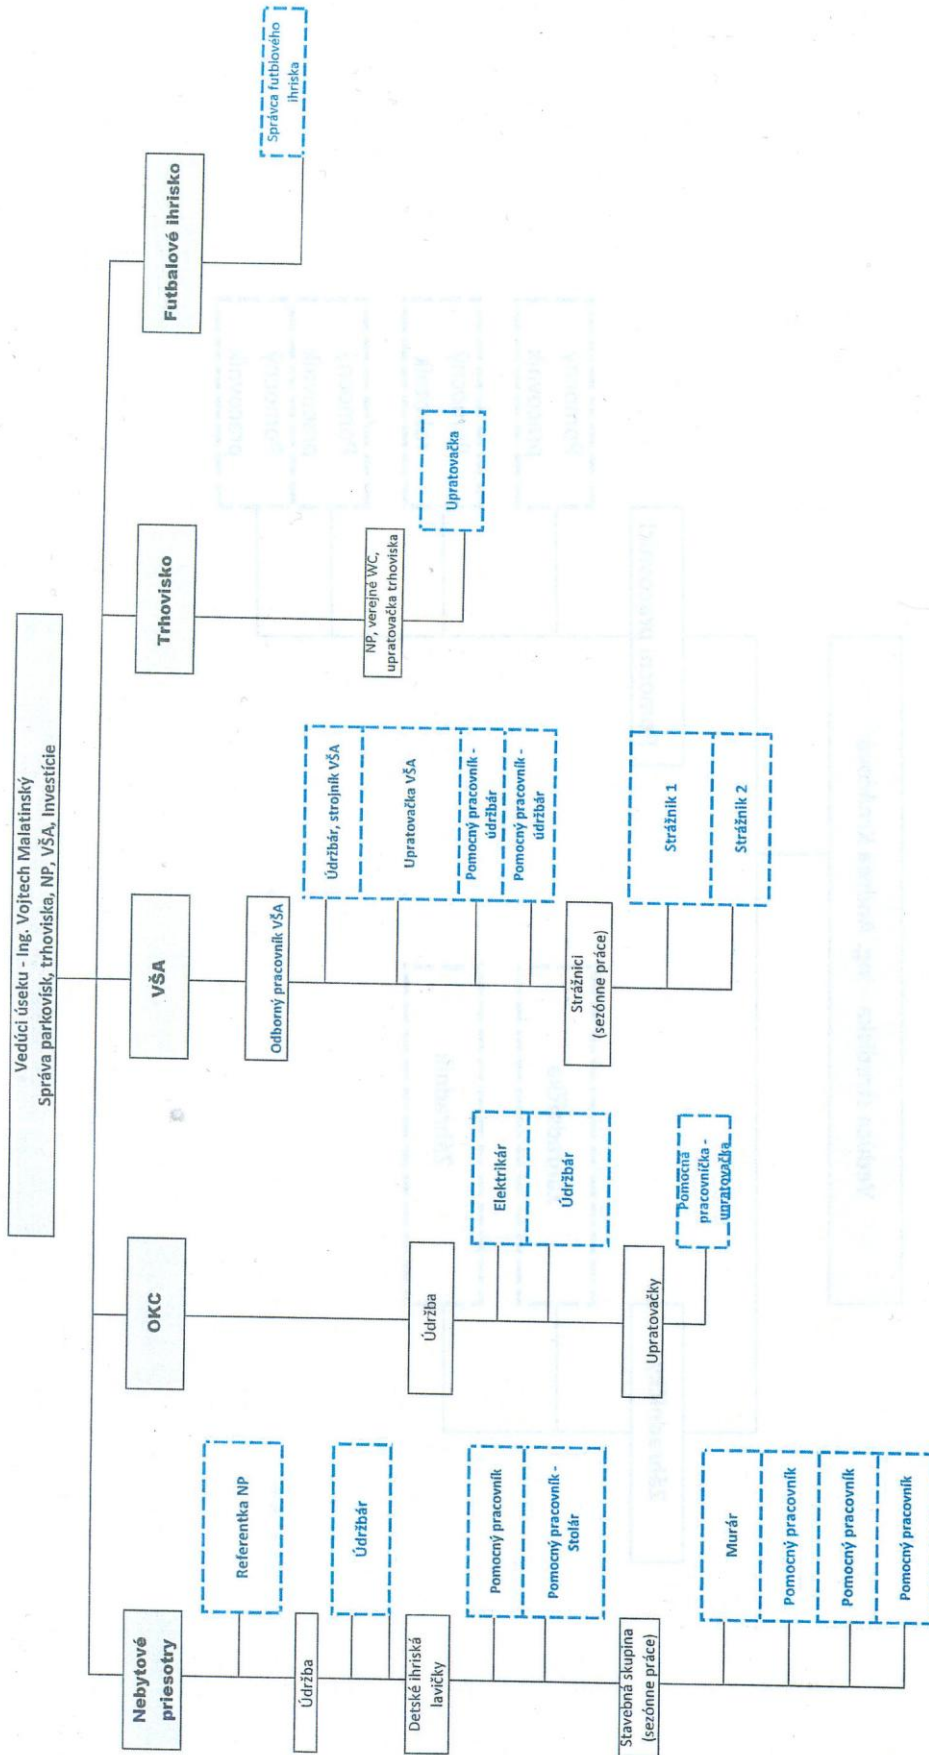 Vedúci úseku - Ing. Vojtech Malatinský
Správa parkovísk, trhoviska, NP, VŠA, Investície
Nebytové
priesotry
Referentka NP
Údržba
Údržbár
Detské ihriská
lavičky
Pomocný pracovník
Pomocný pracovník -
Stolár
Stavebná skupina
(sezónne práce)
Murár
Pomocný pracovník
Pomocný pracovník
Pomocný pracovník
OKC
Údržba
Elektrikár
Údržbár
Upratovačky
Pomocná
pracovníčka -
upratovačka
VŠA
Odborný pracovník VŠA
Údržbár, strojník VŠA
Upratovačka VŠA
Pomocný pracovník -
údržbár
Pomocný pracovník -
údržbár
Strážnici
(sezónne práce)
Strážnik 1
Strážnik 2
Trhovisko
NP, verejné WC,
upratovačka trhoviska
Upratovačka
Futbalové ihrisko
Správca futblového
ihriska